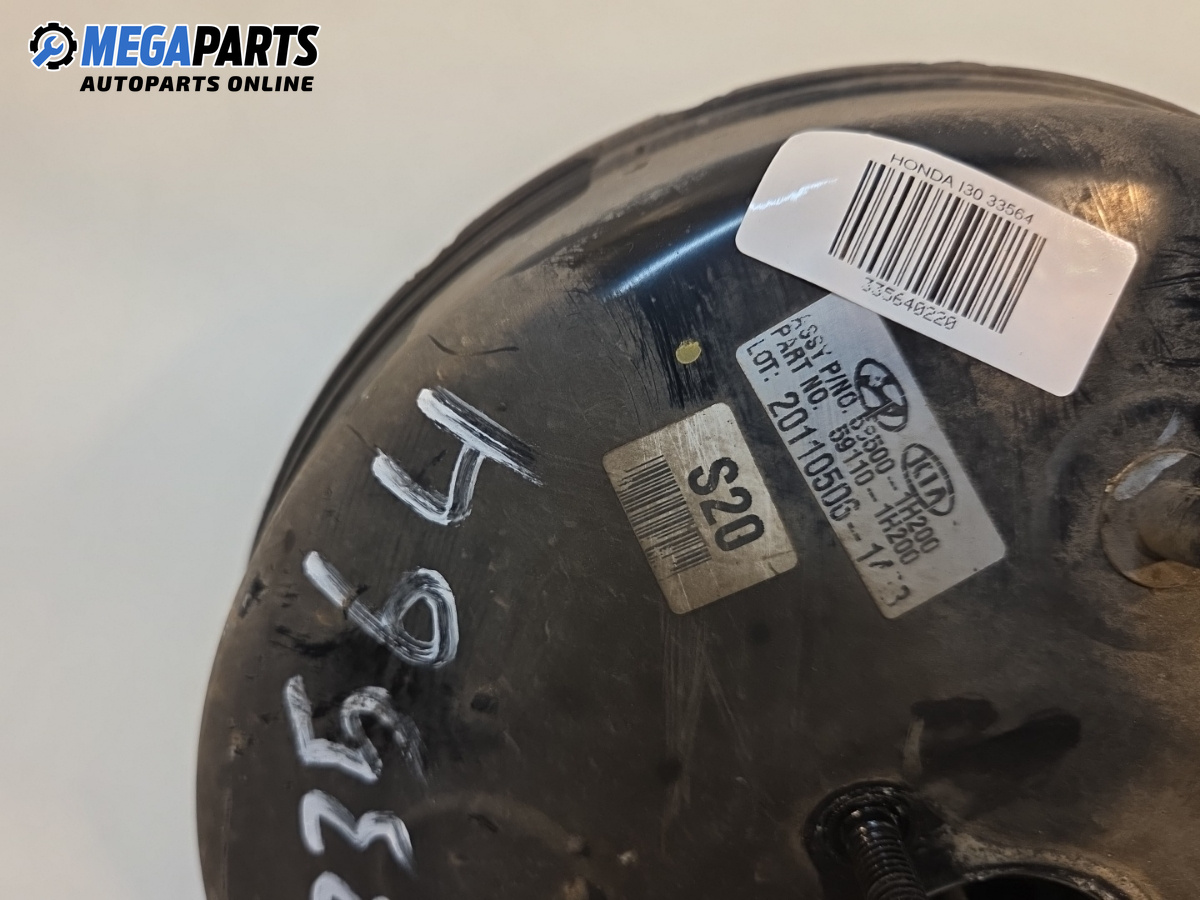 MEGAPARTS
AUTOPARTS ONLINE
HONDA I30 33564
335640220
ASSY P/NO. 58500-1H200
PART NO. 59110-1H200
LOT: 20110506-
KIA
S20
33564